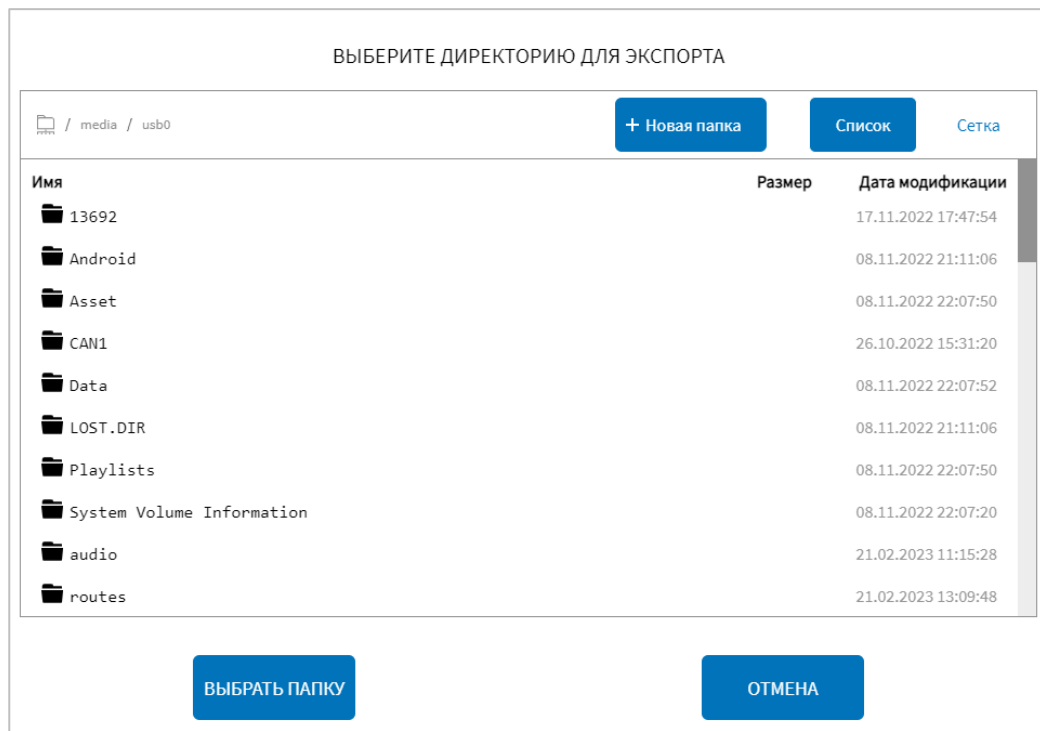 ВЫБЕРИТЕ ДИРЕКТОРИЮ ДЛЯ ЭКСПОРТА
/ media / usb0 + Новая папка Список Сетка
Имя Размер Дата модификации
13692 17.11.2022 17:47:54
Android 08.11.2022 21:11:06
Asset 08.11.2022 22:07:50
CAN1 26.10.2022 15:31:20
Data 08.11.2022 22:07:52
LOST.DIR 08.11.2022 21:11:06
Playlists 08.11.2022 22:07:50
System Volume Information 08.11.2022 22:07:20
audio 21.02.2023 11:15:28
routes 21.02.2023 13:09:48
ВЫБРАТЬ ПАПКУ ОТМЕНА